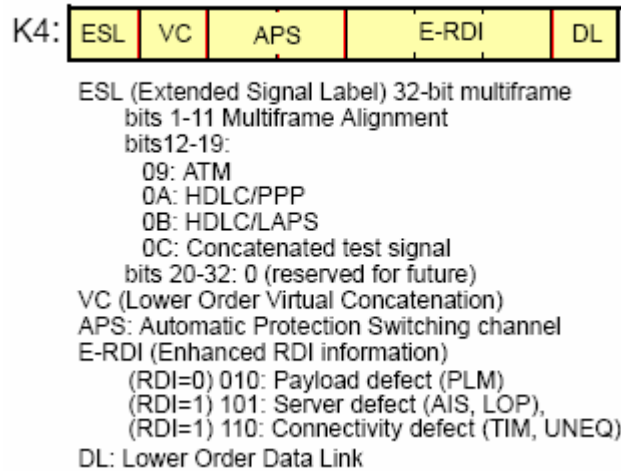 K4: ESL VC APS E-RDI DL
ESL (Extended Signal Label) 32-bit multiframe
bits 1-11 Multiframe Alignment
bits12-19:
09: ATM
0A: HDLC/PPP
0B: HDLC/LAPS
0C: Concatenated test signal
bits 20-32: 0 (reserved for future)
VC (Lower Order Virtual Concatenation)
APS: Automatic Protection Switching channel
E-RDI (Enhanced RDI information)
(RDI=0) 010: Payload defect (PLM)
(RDI=1) 101: Server defect (AIS, LOP),
(RDI=1) 110: Connectivity defect (TIM, UNEQ)
DL: Lower Order Data Link